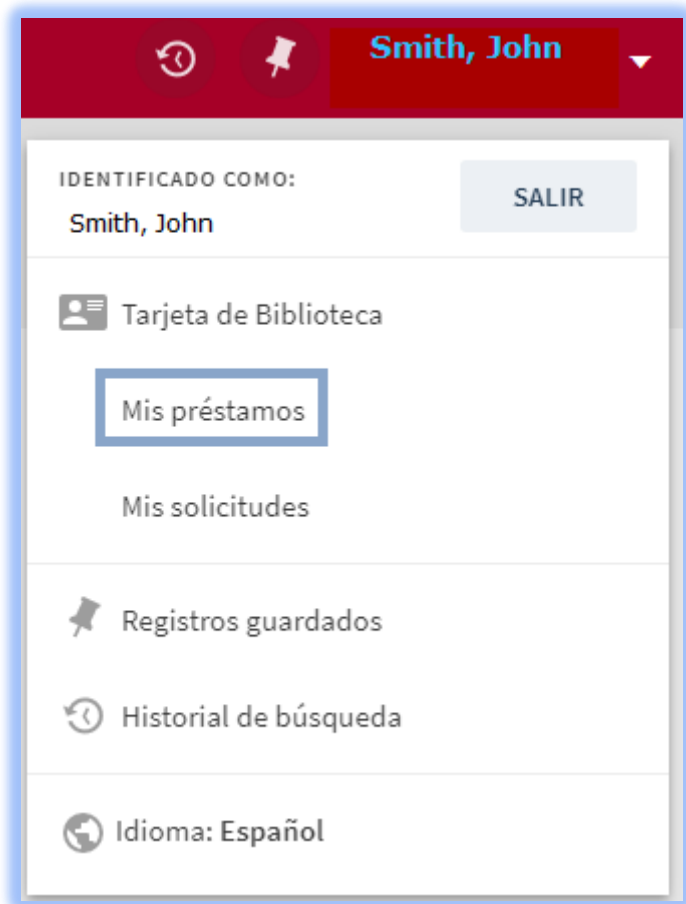 Smith, John
IDENTIFICADO COMO:
Smith, John
SALIR
Tarjeta de Biblioteca
Mis préstamos
Mis solicitudes
Registros guardados
Historial de búsqueda
Idioma: Español